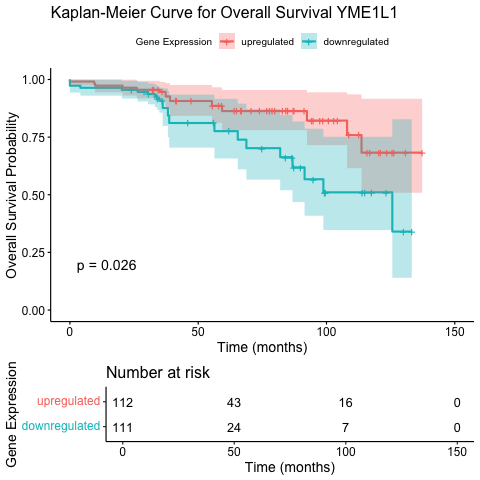 Kaplan-Meier Curve for Overall Survival YME1L1
Gene Expression upregulated downregulated
Overall Survival Probability
1.00
0.75
0.50
0.25
0.00
p = 0.026
0 50 100 150
Time (months)
Number at risk
Gene Expression
upregulated 112 43 16 0
downregulated 111 24 7 0
0 50 100 150
Time (months)